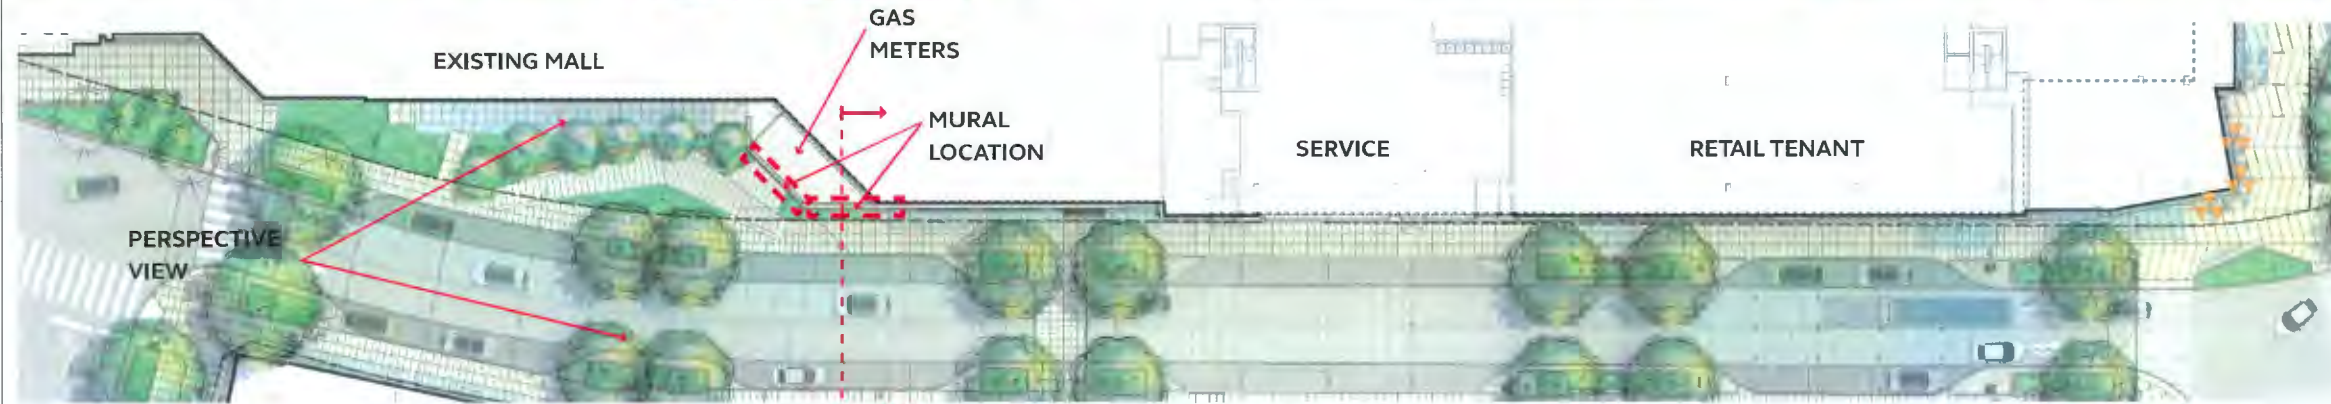 GAS
METERS
EXISTING MALL
MURAL
LOCATION
SERVICE
RETAIL TENANT
PERSPECTIVE
VIEW